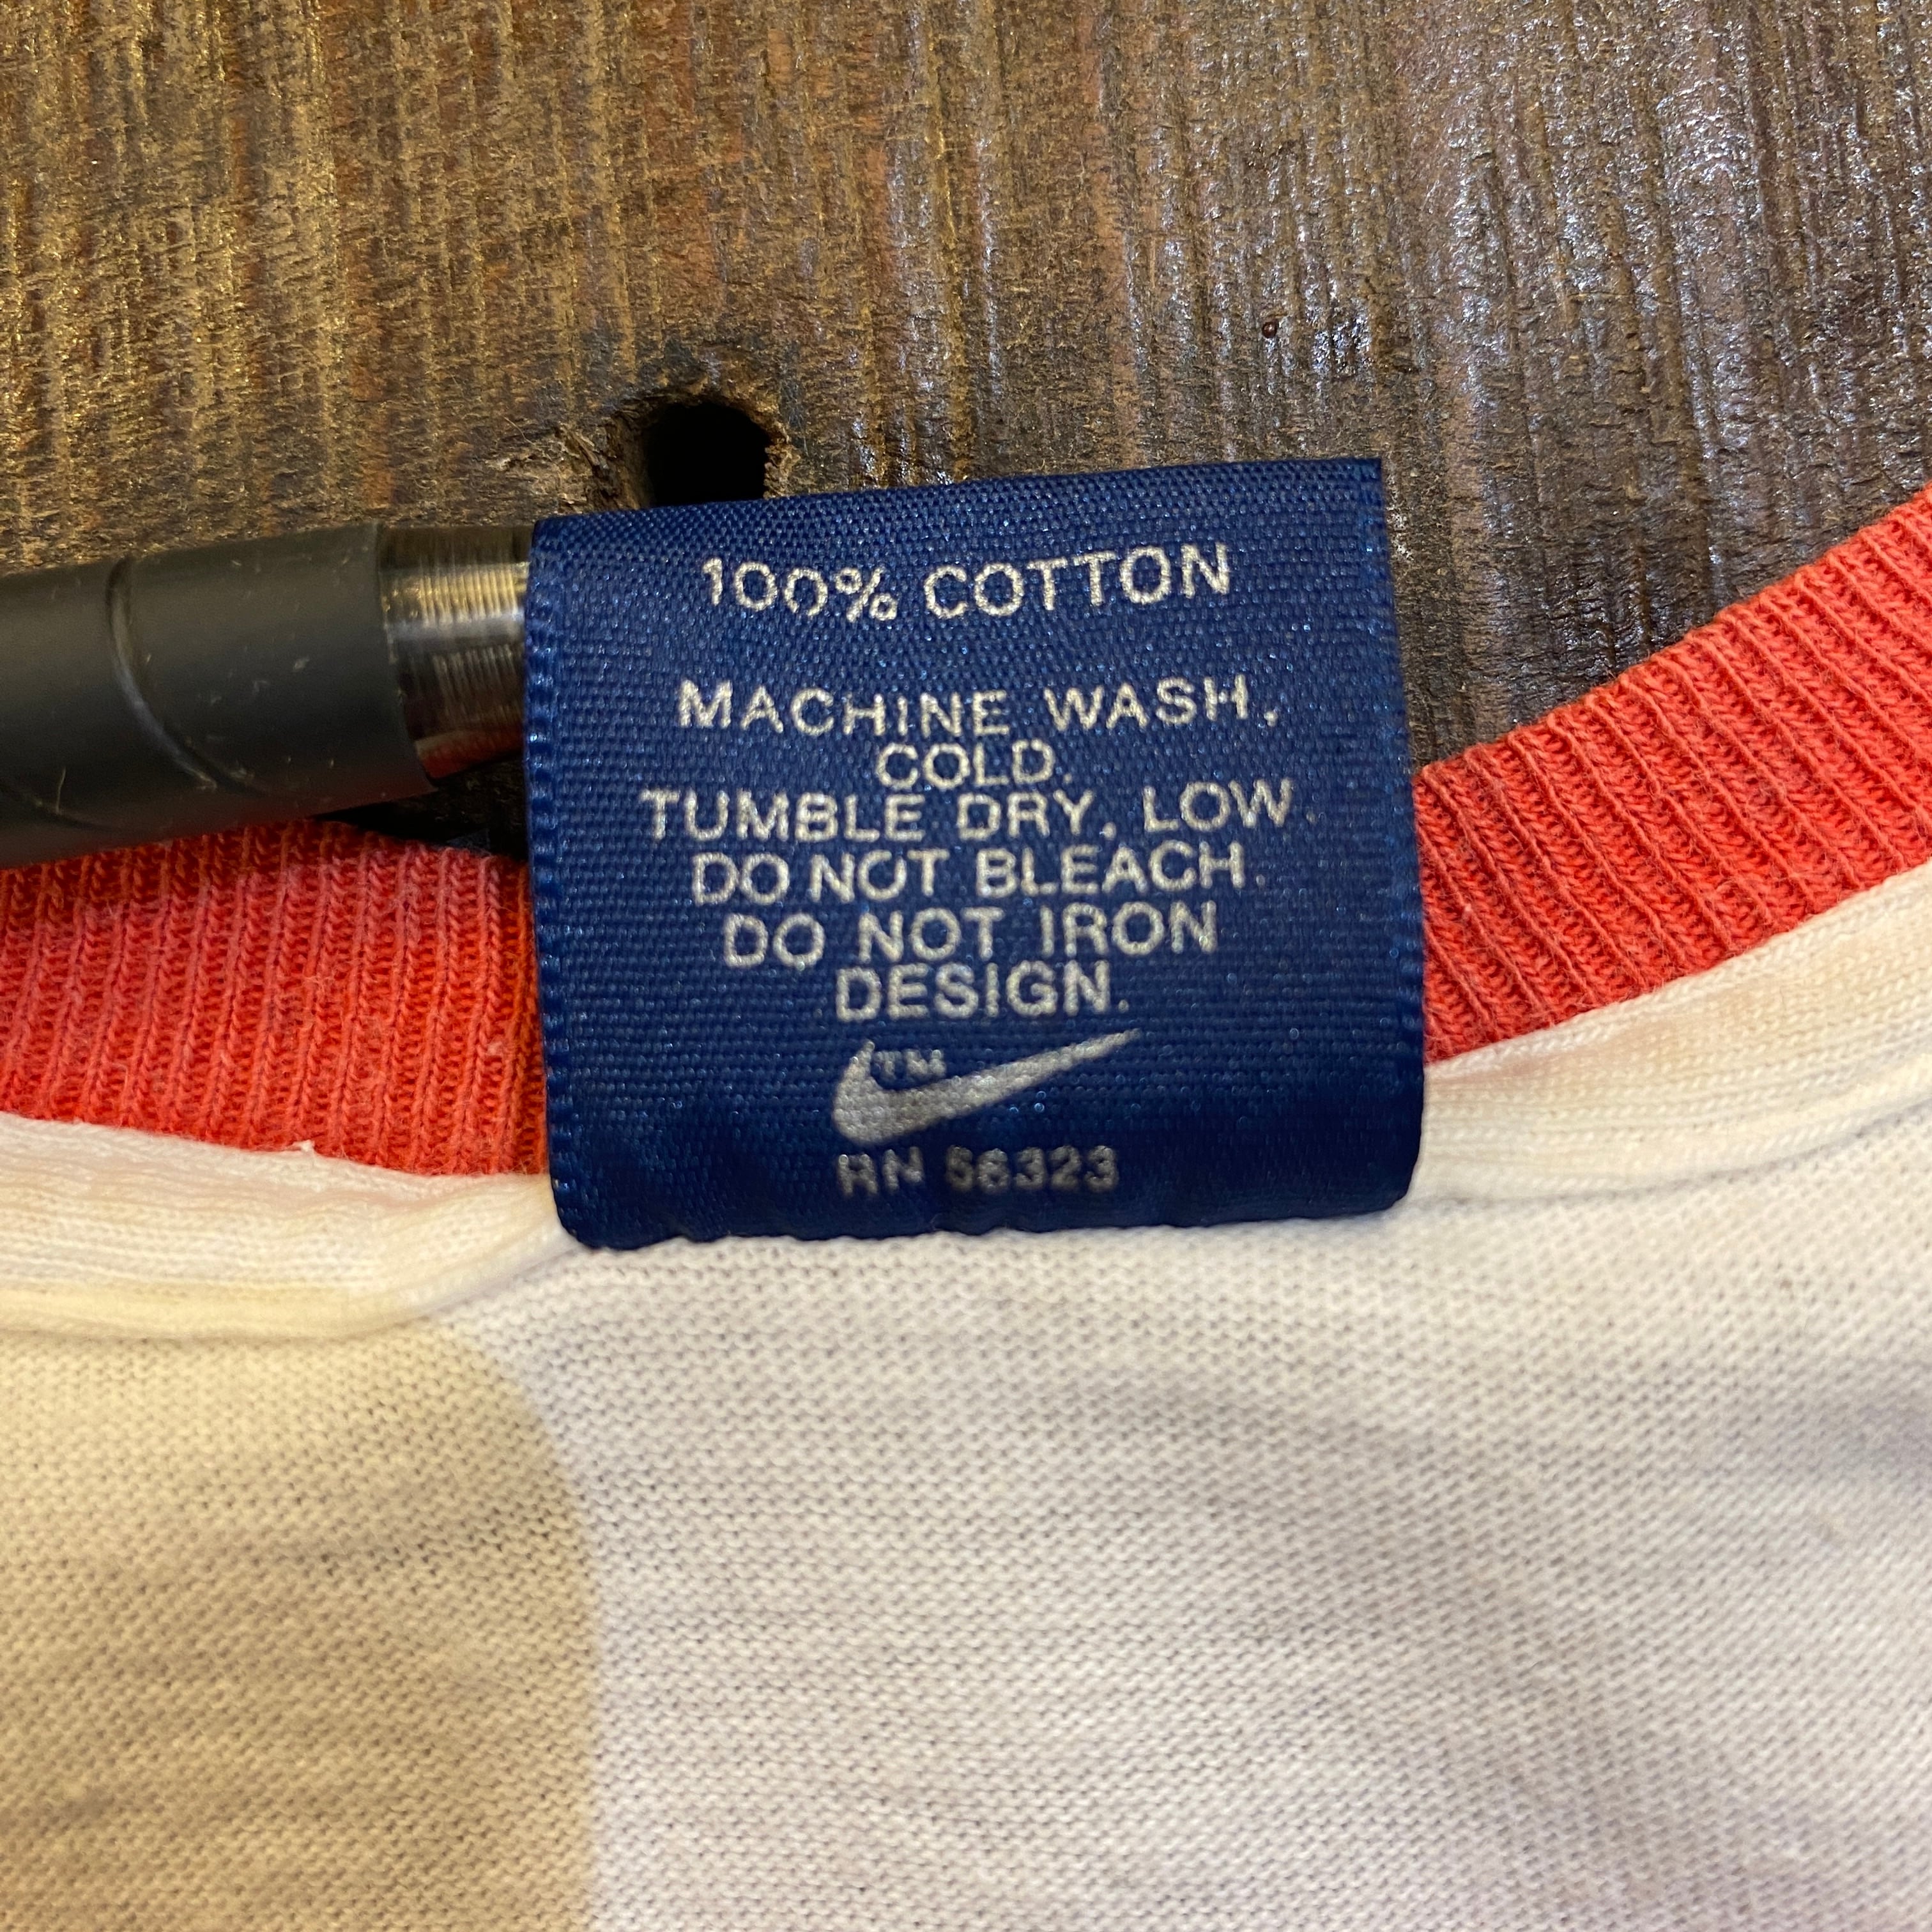 100% COTTON
MACHINE WASH,
COLD.
TUMBLE DRY, LOW.
DO NOT BLEACH.
DO NOT IRON
DESIGN.
TM
RN 56323